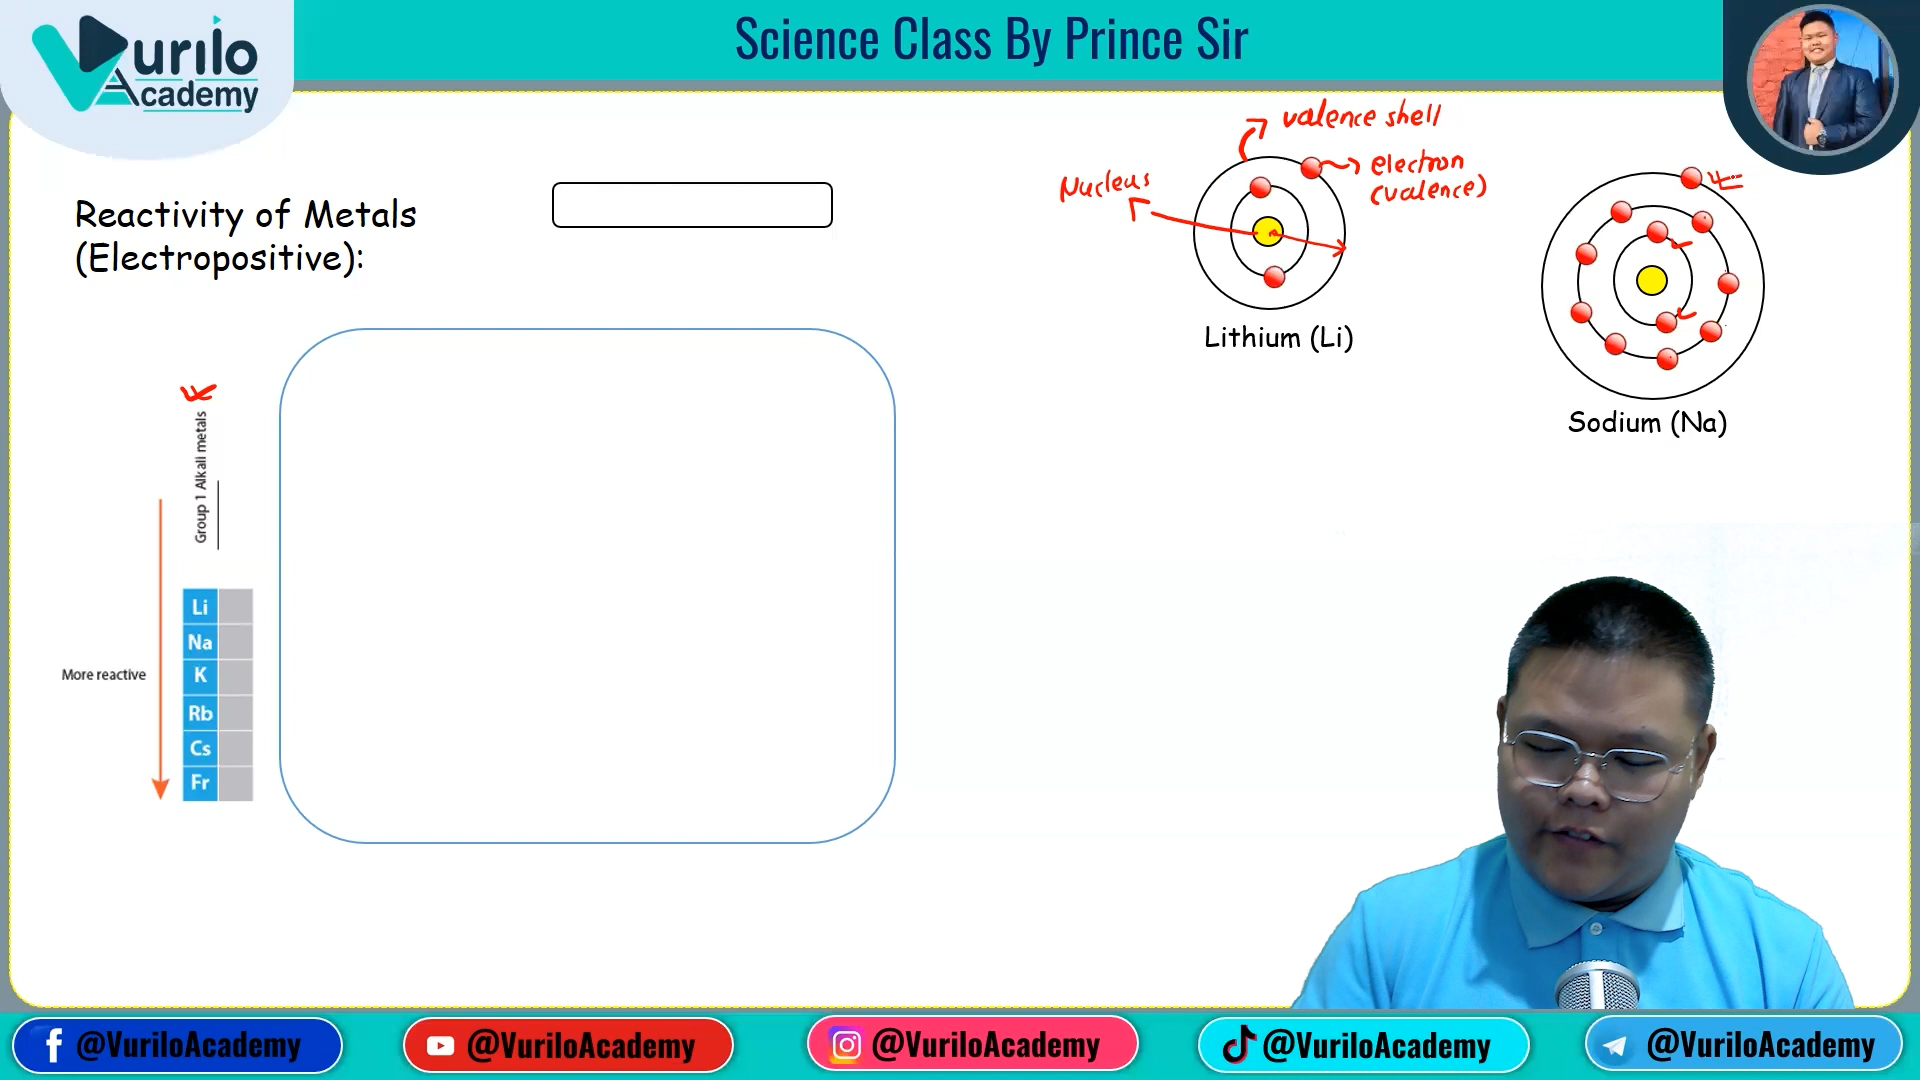 Vurilo
Academy
Science Class By Prince Sir
Reactivity of Metals
(Electropositive):
Nucleus
valence shell
electron
(valence)
Lithium (Li)
Sodium (Na)
Group 1 Alkali metals
More reactive
Li
Na
K
Rb
Cs
Fr
@VuriloAcademy
@VuriloAcademy
@VuriloAcademy
@VuriloAcademy
@VuriloAcademy